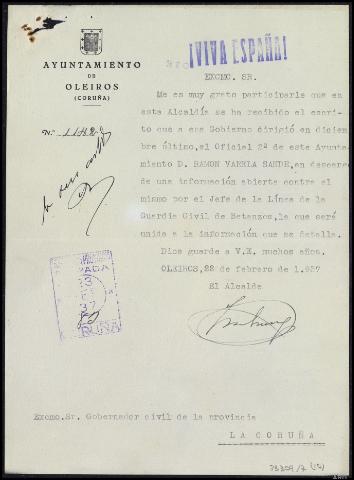 ¡VIVA ESPAÑA!
AYUNTAMIENTO
DE
OLEIROS
(CORUÑA)
N.º 1182
EXCMO. SR.
Me es muy grato participarle que en
esta Alcaldía se ha recibido el escri-
to que a ese Gobierno dirigió en diciem
bre último, el Oficial 2º de este Ayunta-
miento D. RAMON VARELA SANDE, en descargo
de una información abierta contra el
mismo por el Jefe de la Línea de la
Guardia Civil de Betanzos, la que será
unida a la información que se detalla.
Dios guarde a V.E. muchos años.
OLEIROS, 22 de febrero de 1.937
El Alcalde
RUÑA
Excmo. Sr. Gobernador civil de la provincia
LA CORUÑA